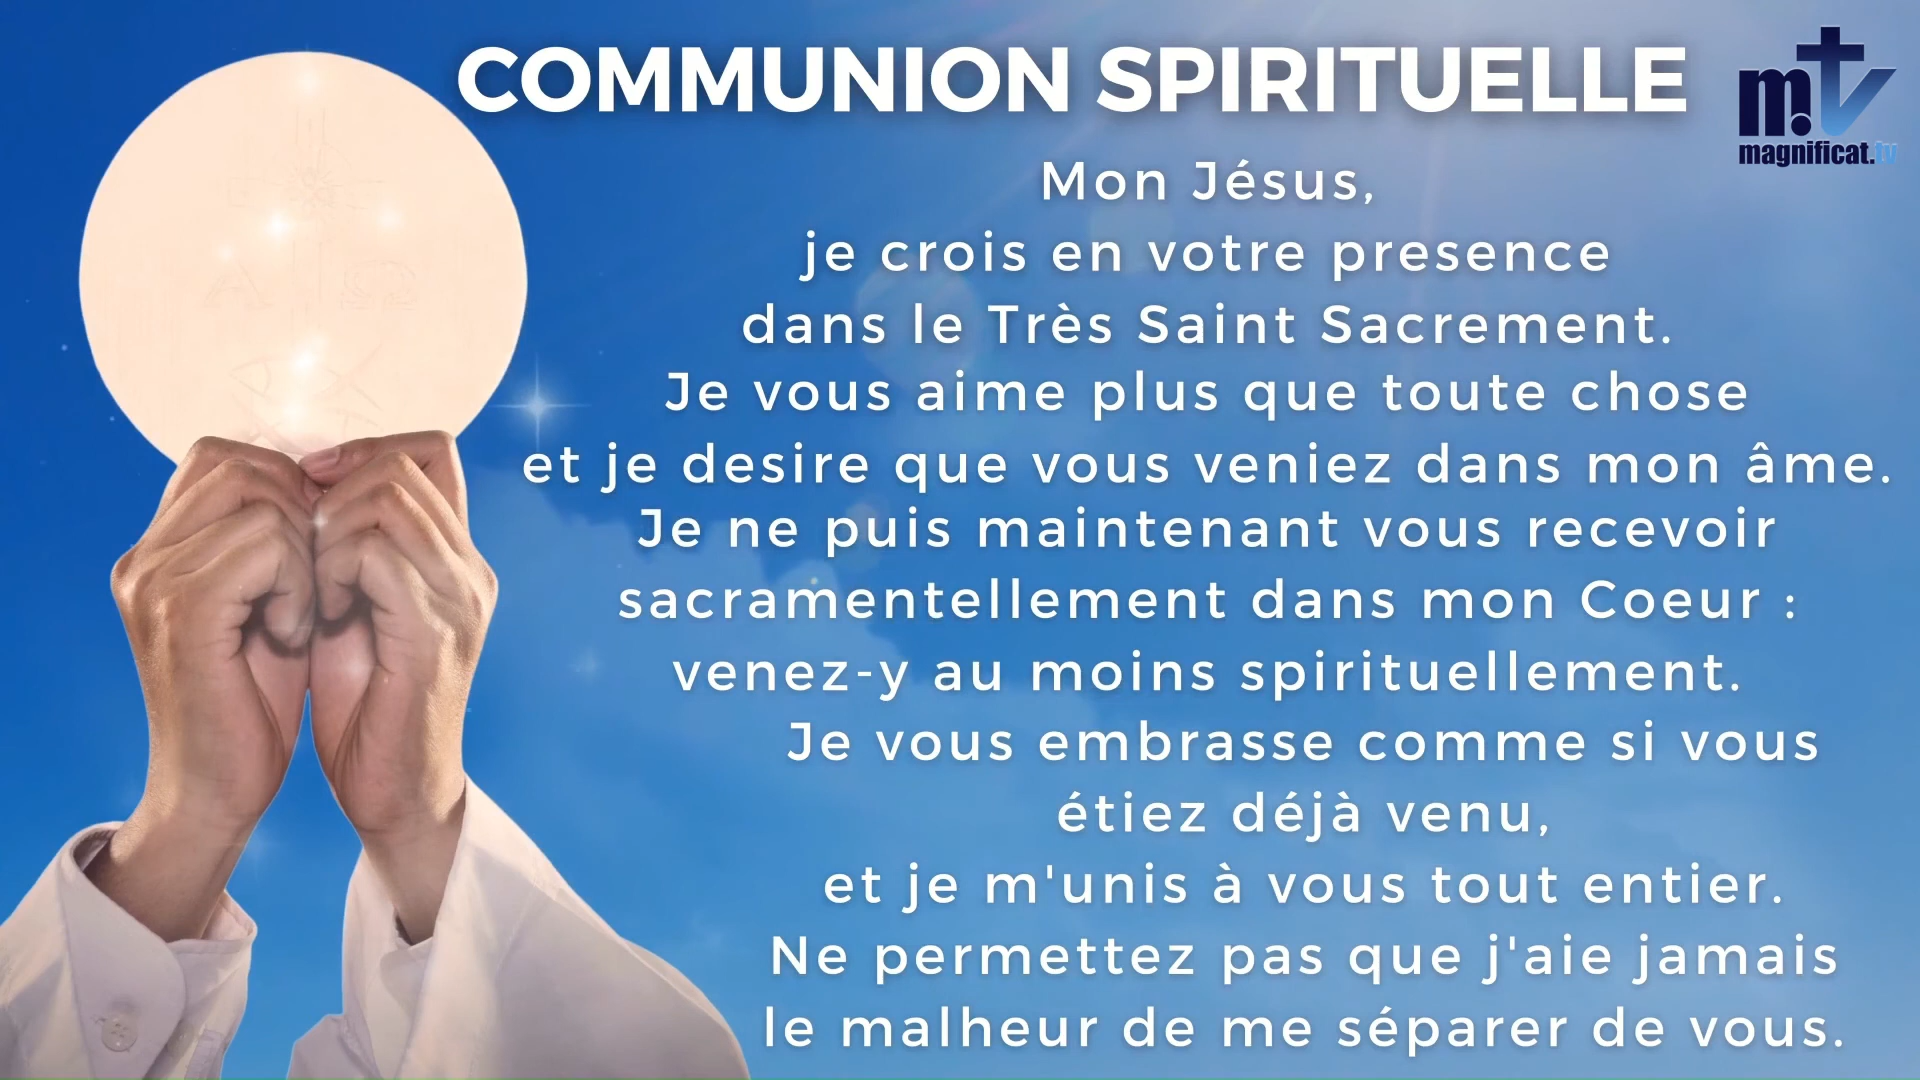 COMMUNION SPIRITUELLE
mtv
magnificat.tv
Mon Jésus,
je crois en votre presence
dans le Très Saint Sacrement.
Je vous aime plus que toute chose
et je desire que vous veniez dans mon âme.
Je ne puis maintenant vous recevoir
sacramentellement dans mon Coeur :
venez-y au moins spirituellement.
Je vous embrasse comme si vous
étiez déjà venu,
et je m'unis à vous tout entier.
Ne permettez pas que j'aie jamais
le malheur de me séparer de vous.